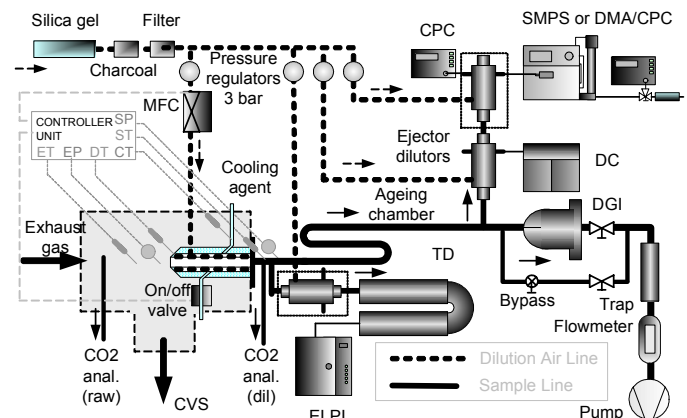 Silica gel
Filter
Charcoal
Pressure
regulators
3 bar
CPC
SMPS or DMA/CPC
MFC
CONTROLLER
UNIT
SP
ST
ET EP DT CT
Cooling
agent
Ejector
dilutors
DC
Ageing
chamber
DGI
Exhaust
gas
TD
On/off
valve
Bypass
Trap
Flowmeter
CO2
anal.
(raw)
CO2
anal.
(dil)
CVS
ELPI
Dilution Air Line
Sample Line
Pump